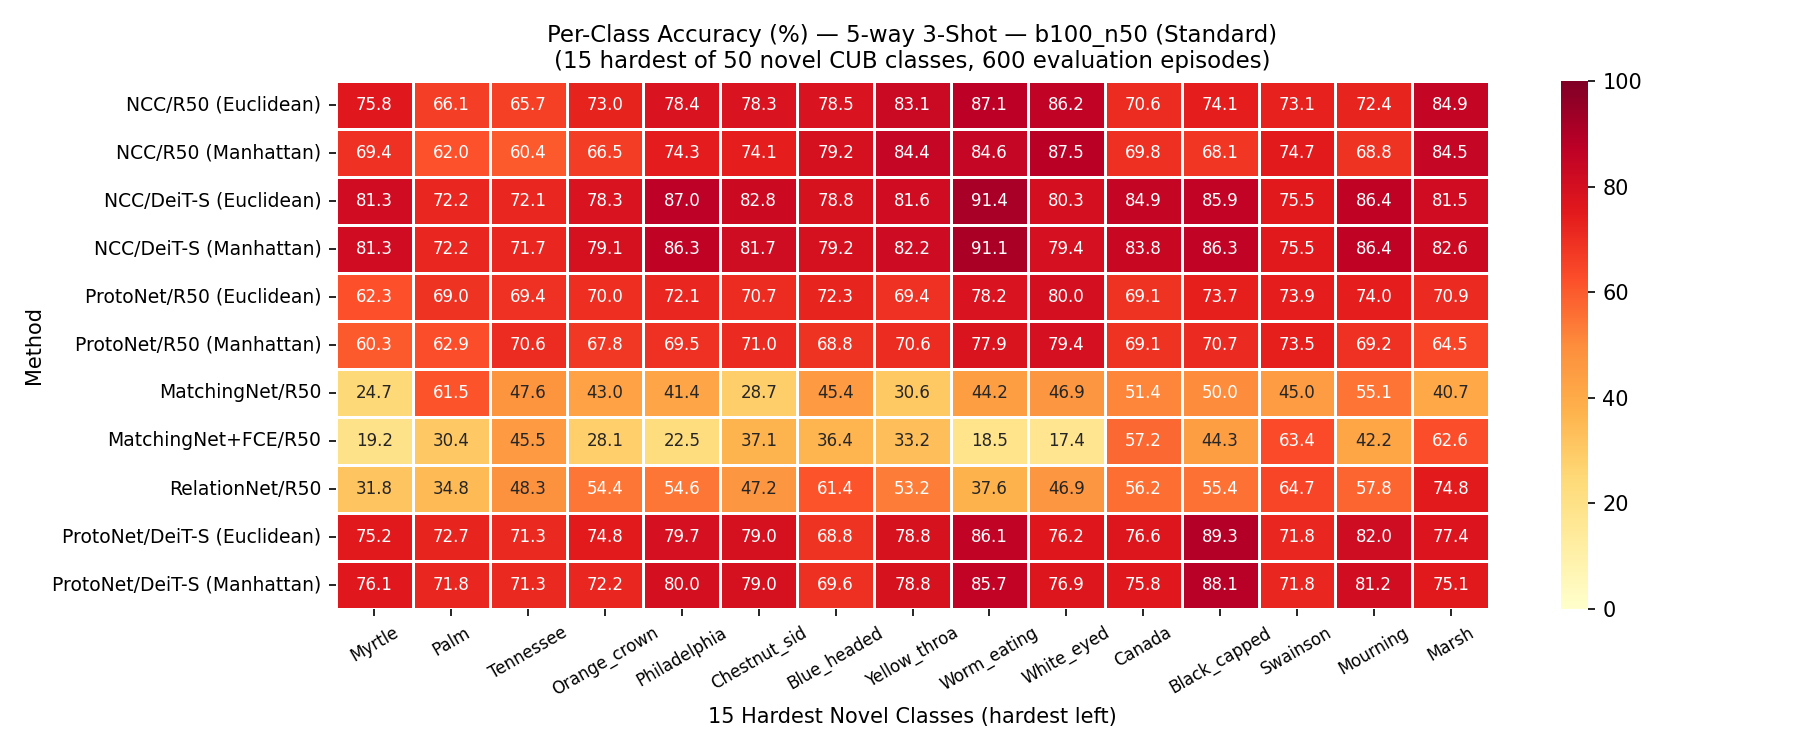 Per-Class Accuracy (%) — 5-way 3-Shot — b100_n50 (Standard)
(15 hardest of 50 novel CUB classes, 600 evaluation episodes)
Method
NCC/R50 (Euclidean) 75.8 66.1 65.7 73.0 78.4 78.3 78.5 83.1 87.1 86.2 70.6 74.1 73.1 72.4 84.9
NCC/R50 (Manhattan) 69.4 62.0 60.4 66.5 74.3 74.1 79.2 84.4 84.6 87.5 69.8 68.1 74.7 68.8 84.5
NCC/DeiT-S (Euclidean) 81.3 72.2 72.1 78.3 87.0 82.8 78.8 81.6 91.4 80.3 84.9 85.9 75.5 86.4 81.5
NCC/DeiT-S (Manhattan) 81.3 72.2 71.7 79.1 86.3 81.7 79.2 82.2 91.1 79.4 83.8 86.3 75.5 86.4 82.6
ProtoNet/R50 (Euclidean) 62.3 69.0 69.4 70.0 72.1 70.7 72.3 69.4 78.2 80.0 69.1 73.7 73.9 74.0 70.9
ProtoNet/R50 (Manhattan) 60.3 62.9 70.6 67.8 69.5 71.0 68.8 70.6 77.9 79.4 69.1 70.7 73.5 69.2 64.5
MatchingNet/R50 24.7 61.5 47.6 43.0 41.4 28.7 45.4 30.6 44.2 46.9 51.4 50.0 45.0 55.1 40.7
MatchingNet+FCE/R50 19.2 30.4 45.5 28.1 22.5 37.1 36.4 33.2 18.5 17.4 57.2 44.3 63.4 42.2 62.6
RelationNet/R50 31.8 34.8 48.3 54.4 54.6 47.2 61.4 53.2 37.6 46.9 56.2 55.4 64.7 57.8 74.8
ProtoNet/DeiT-S (Euclidean) 75.2 72.7 71.3 74.8 79.7 79.0 68.8 78.8 86.1 76.2 76.6 89.3 71.8 82.0 77.4
ProtoNet/DeiT-S (Manhattan) 76.1 71.8 71.3 72.2 80.0 79.0 69.6 78.8 85.7 76.9 75.8 88.1 71.8 81.2 75.1
Myrtle Palm Tennessee Orange_crown Philadelphia Chestnut_sid Blue_headed Yellow_throa Worm_eating White_eyed Canada Black_capped Swainson Mourning Marsh
15 Hardest Novel Classes (hardest left)
100
80
60
40
20
0